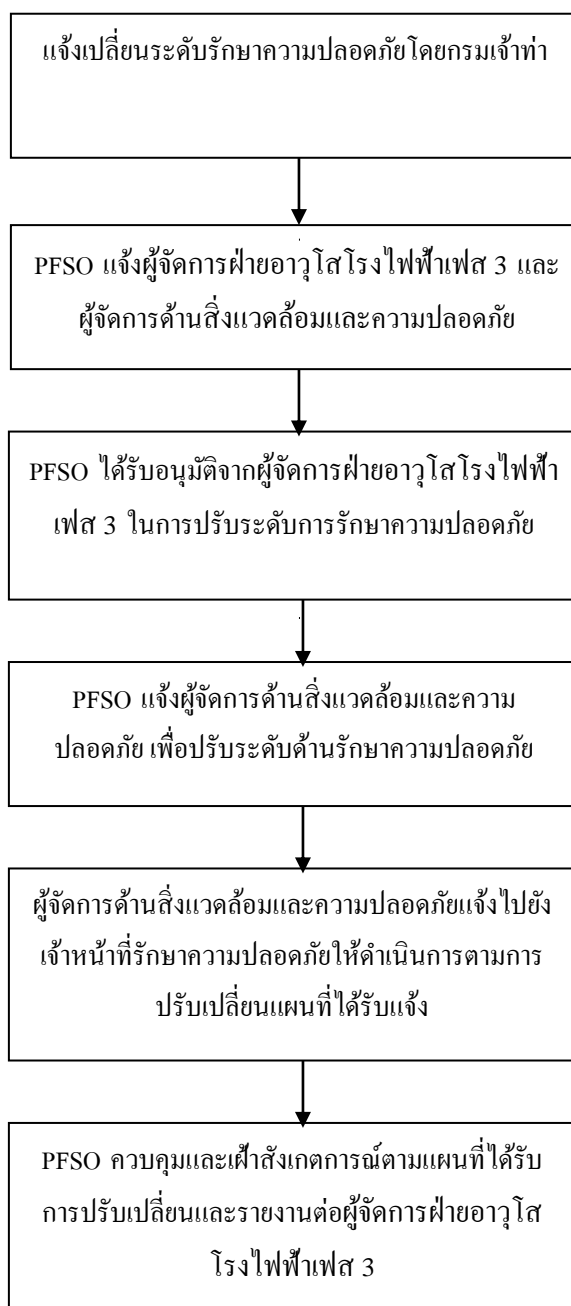 แจ้งเปลี่ยนระดับรักษาความปลอดภัยโดยกรมเจ้าท่า
PFSO แจ้งผู้จัดการฝ่ายอาวุโสโรงไฟฟ้าเฟส 3 และ
ผู้จัดการด้านสิ่งแวดล้อมและความปลอดภัย
PFSO ได้รับอนุมัติจากผู้จัดการฝ่ายอาวุโสโรงไฟฟ้า
เฟส 3 ในการปรับระดับการรักษาความปลอดภัย
PFSO แจ้งผู้จัดการด้านสิ่งแวดล้อมและความ
ปลอดภัย เพื่อปรับระดับด้านรักษาความปลอดภัย
ผู้จัดการด้านสิ่งแวดล้อมและความปลอดภัยแจ้งไปยัง
เจ้าหน้าที่รักษาความปลอดภัยให้ดำเนินการตามการ
ปรับเปลี่ยนแผนที่ได้รับแจ้ง
PFSO ควบคุมและเฝ้าสังเกตการณ์ตามแผนที่ได้รับ
การปรับเปลี่ยนและรายงานต่อผู้จัดการฝ่ายอาวุโส
โรงไฟฟ้าเฟส 3